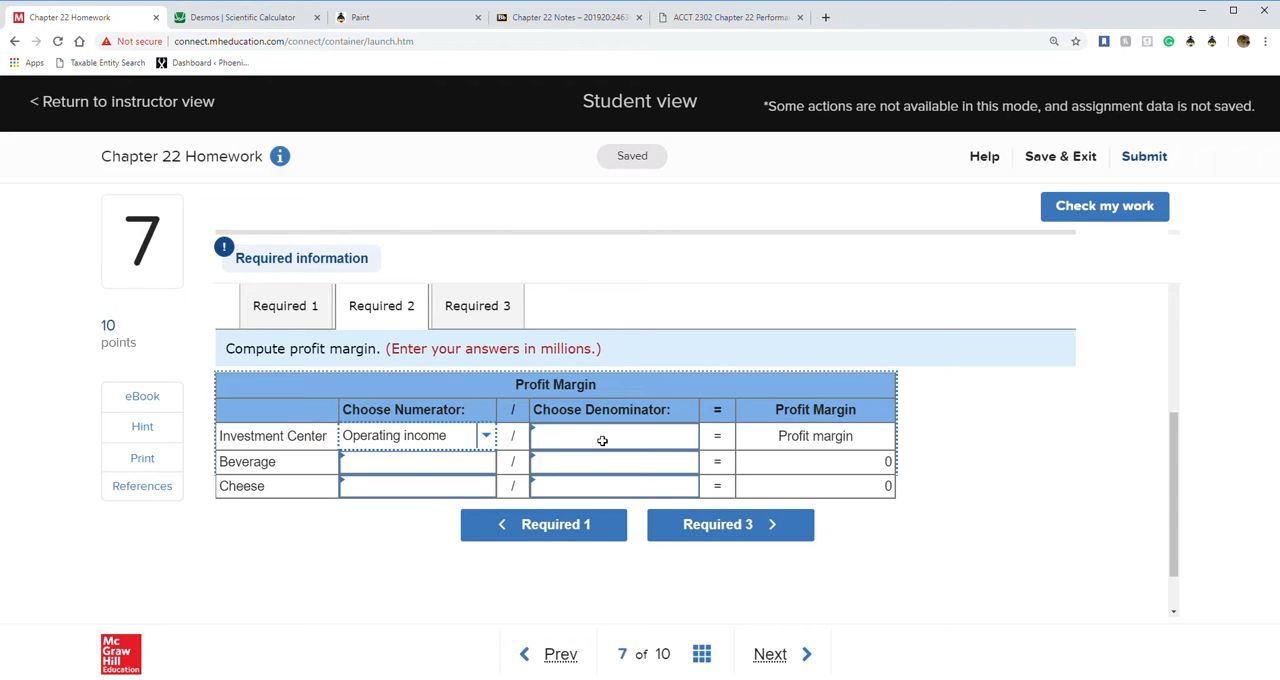 Chapter 22 Homework
Desmos | Scientific Calculator
Paint
Chapter 22 Notes – 201920:2463
ACCT 2302 Chapter 22 Performa
Not secure | connect.mheducation.com/connect/container/launch.htm
Apps
Taxable Entity Search
Dashboard ‹ Phoeni...
< Return to instructor view
Student view
*Some actions are not available in this mode, and assignment data is not saved.
Chapter 22 Homework i
Saved
Help
Save & Exit
Submit
7
Check my work
!
Required information
10
points
Required 1
Required 2
Required 3
Compute profit margin. (Enter your answers in millions.)
eBook
Hint
Print
References
Profit Margin
Choose Numerator: / Choose Denominator: = Profit Margin
Investment Center Operating income / = Profit margin
Beverage / = 0
Cheese / = 0
< Required 1
Required 3 >
Mc
Graw
Hill
Education
Prev
7 of 10
Next